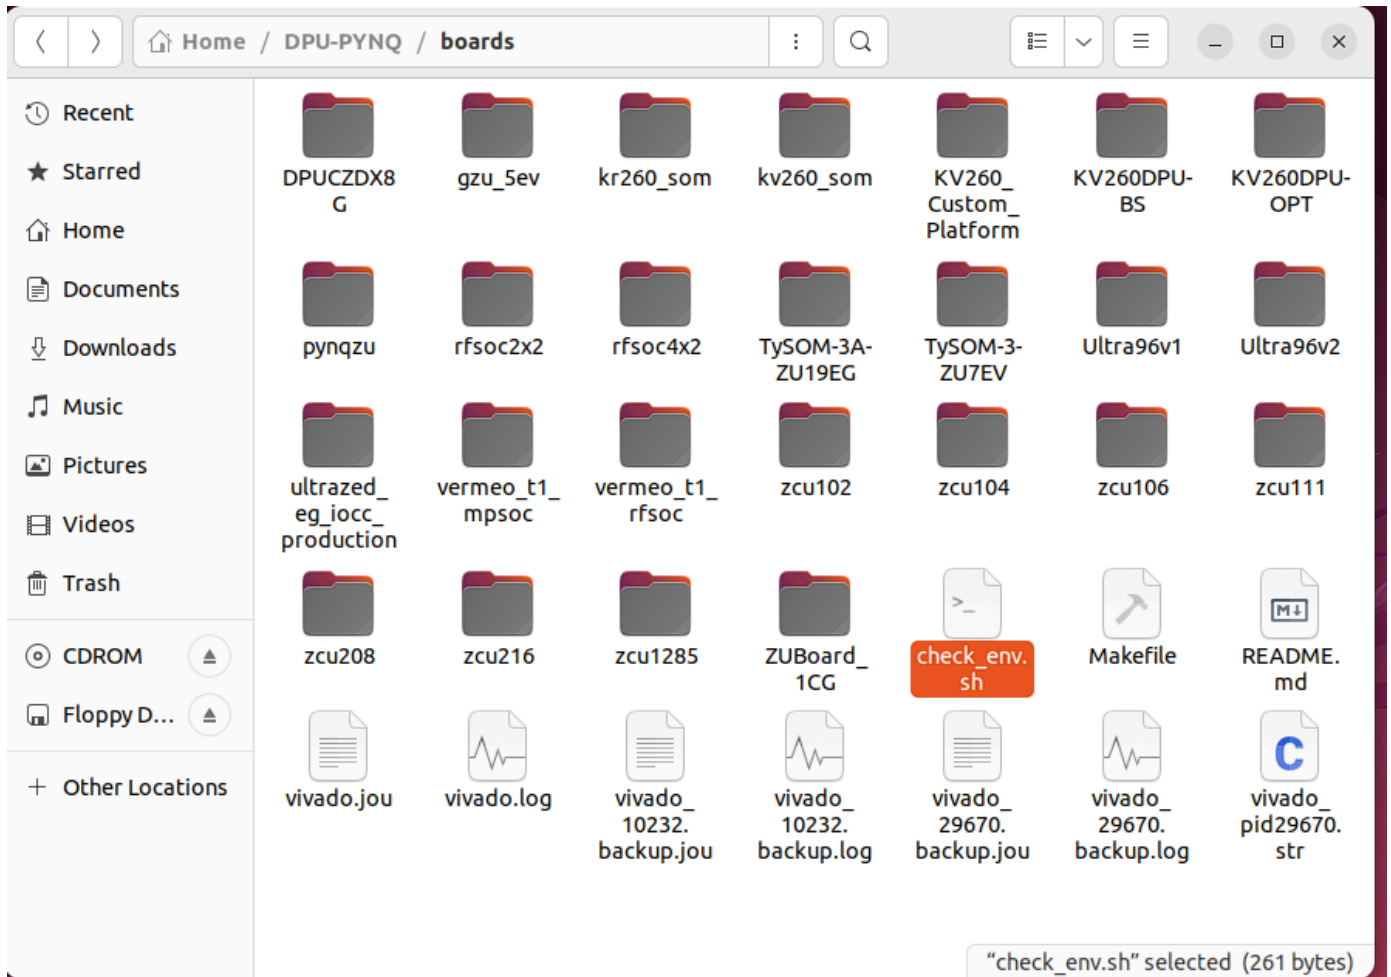 Home / DPU-PYNQ / boards
Recent
Starred
Home
Documents
Downloads
Music
Pictures
Videos
Trash
CDROM
Floppy D...
Other Locations
DPUCZDX8
G
gzu_5ev
kr260_som
kv260_som
KV260_
Custom_
Platform
KV260DPU-
BS
KV260DPU-
OPT
pynqzu
rfsoc2x2
rfsoc4x2
TySOM-3A-
ZU19EG
TySOM-3-
ZU7EV
Ultra96v1
Ultra96v2
ultrazed_
eg_iocc_
production
vermeo_t1_
mpsoc
vermeo_t1_
rfsoc
zcu102
zcu104
zcu106
zcu111
zcu208
zcu216
zcu1285
ZUBoard_
1CG
>_
check_env.
sh
Makefile
M
README.
md
vivado.jou
vivado.log
vivado_
10232.
backup.jou
vivado_
10232.
backup.log
vivado_
29670.
backup.jou
vivado_
29670.
backup.log
C
vivado_
pid29670.
str
"check_env.sh" selected (261 bytes)